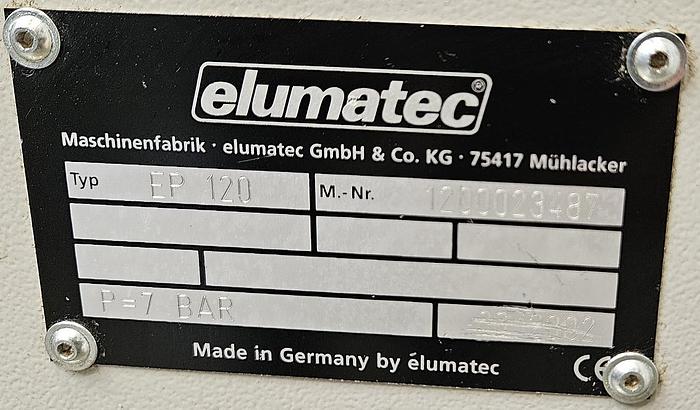 elumatec®
Maschinenfabrik · elumatec GmbH & Co. KG · 75417 Mühlacker
Typ EP 120 M.-Nr. 1200023487
P=7 BAR
Made in Germany by elumatec CE